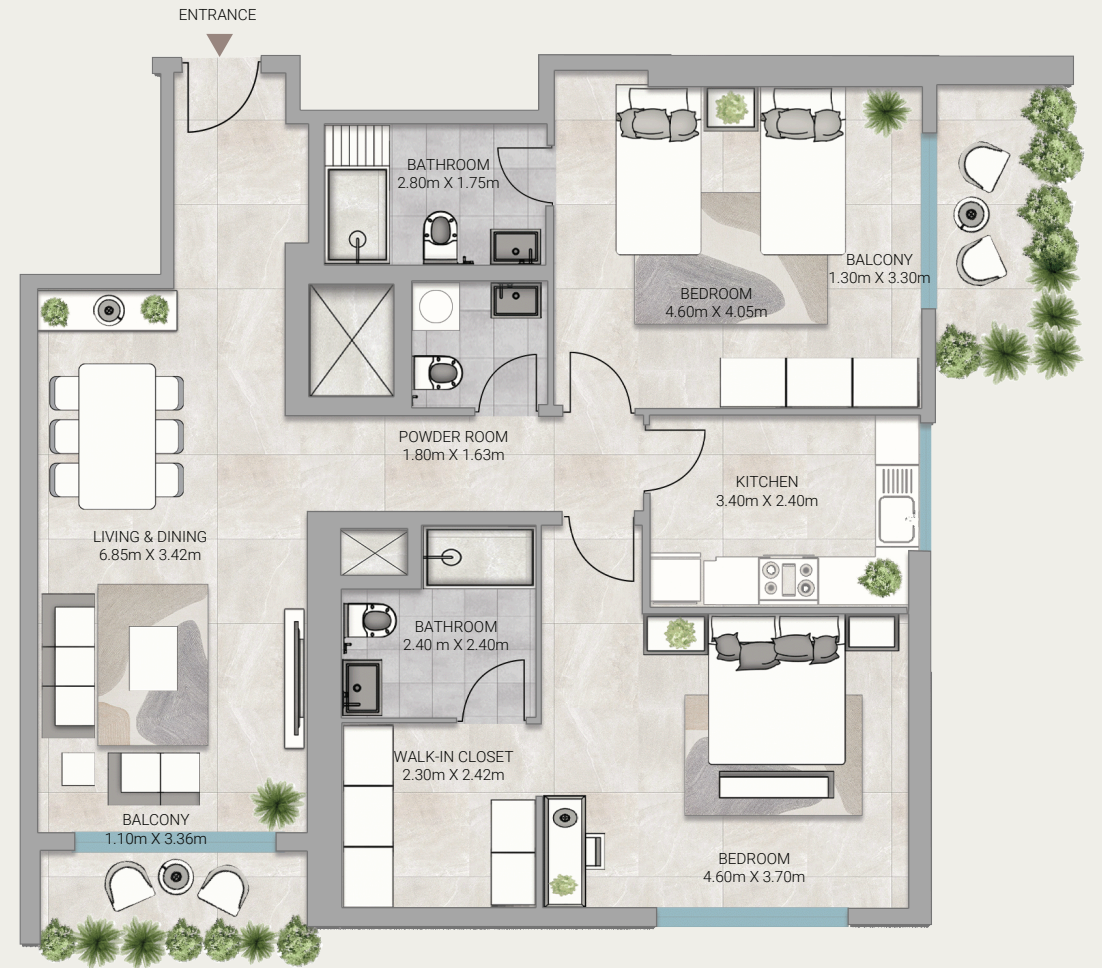 ENTRANCE
BATHROOM
2.80m X 1.75m
BALCONY
1.30m X 3.30m
BEDROOM
4.60m X 4.05m
POWDER ROOM
1.80m X 1.63m
KITCHEN
3.40m X 2.40m
LIVING & DINING
6.85m X 3.42m
BATHROOM
2.40 m X 2.40m
WALK-IN CLOSET
2.30m X 2.42m
BALCONY
1.10m X 3.36m
BEDROOM
4.60m X 3.70m